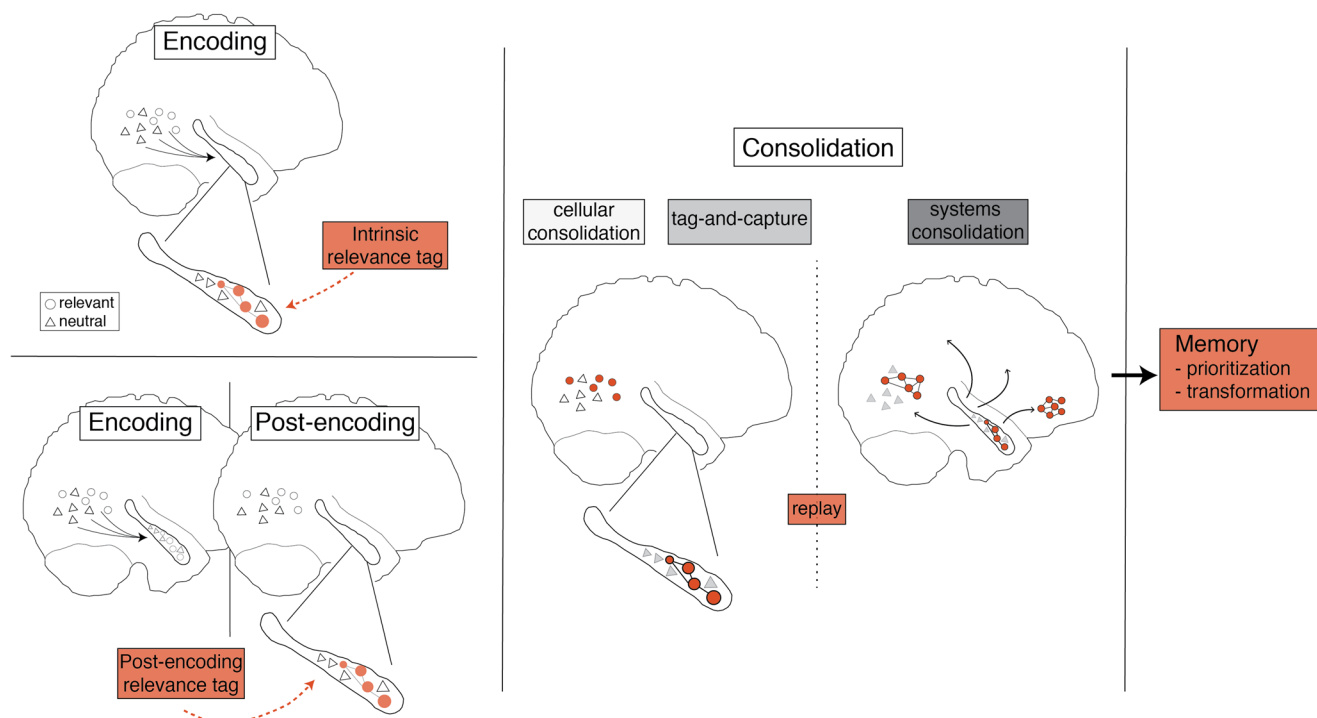 Encoding
Intrinsic
relevance tag
relevant
neutral
Encoding
Post-encoding
Post-encoding
relevance tag
Consolidation
cellular
consolidation
tag-and-capture
systems
consolidation
replay
Memory
- prioritization
- transformation